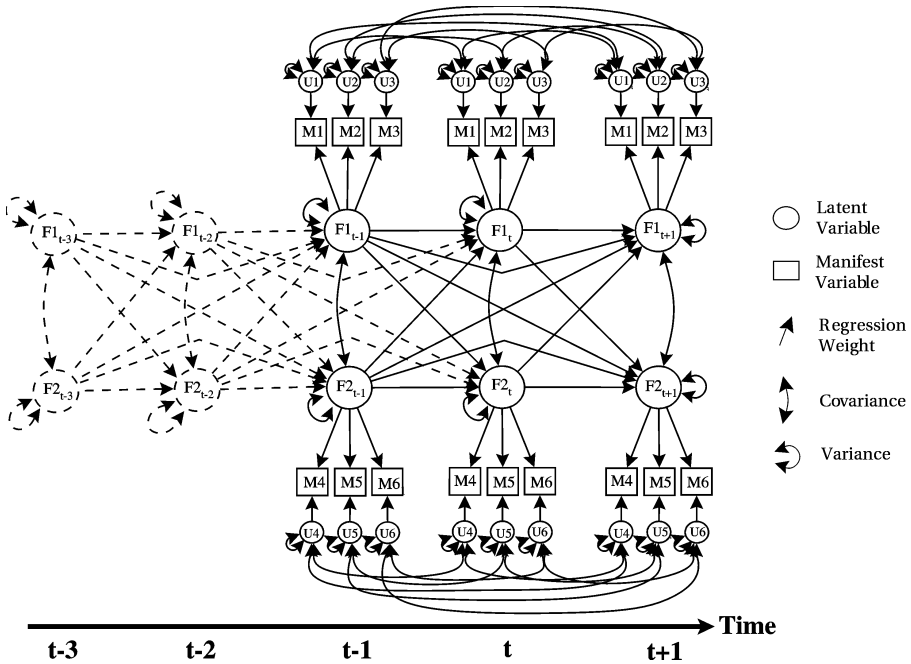 U1 U2 U3 U1 U2 U3 U1 U2 U3
M1 M2 M3 M1 M2 M3 M1 M2 M3
F1t-3 F1t-2 F1t-1 F1t F1t+1
F2t-3 F2t-2 F2t-1 F2t F2t+1
M4 M5 M6 M4 M5 M6 M4 M5 M6
U4 U5 U6 U4 U5 U6 U4 U5 U6
Time
t-3 t-2 t-1 t t+1
Latent
Variable
Manifest
Variable
Regression
Weight
Covariance
Variance